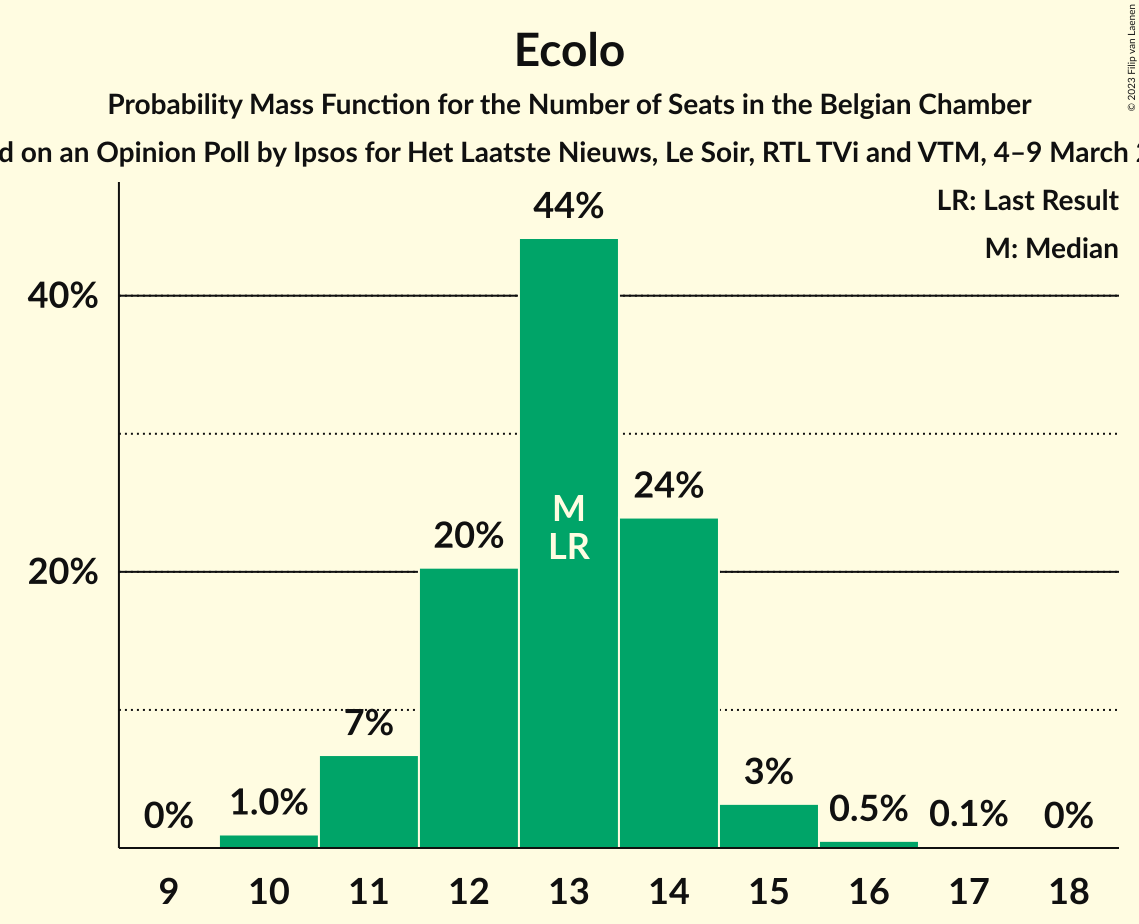 Ecolo
Probability Mass Function for the Number of Seats in the Belgian Chamber
on an Opinion Poll by Ipsos for Het Laatste Nieuws, Le Soir, RTL TVi and VTM, 4–9 March
© 2023 Filip van Laenen
LR: Last Result
M: Median
44%
40%
24%
M
LR
20%
20%
7%
3%
0%
1.0%
0.5%
0.1%
0%
9 10 11 12 13 14 15 16 17 18